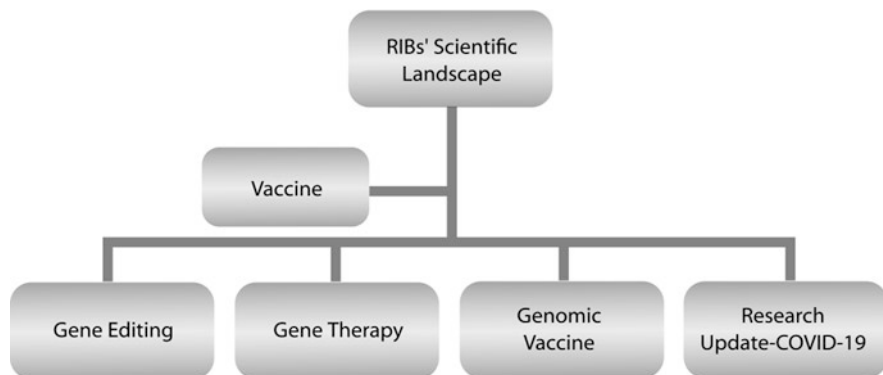 RIBs' Scientific
Landscape
Vaccine
Gene Editing
Gene Therapy
Genomic
Vaccine
Research
Update-COVID-19